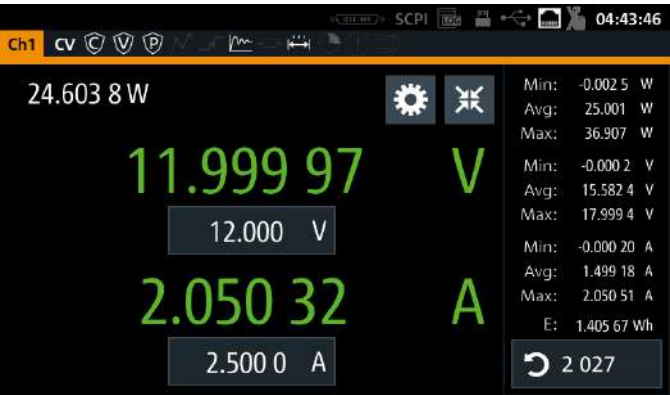 SCPI LOG 04:43:46
Ch1 CV C V P
24.603 8 W
11.999 97 V
12.000 V
2.050 32 A
2.500 0 A
Min: -0.002 5 W
Avg: 25.001 W
Max: 36.907 W
Min: -0.000 2 V
Avg: 15.582 4 V
Max: 17.999 4 V
Min: -0.000 20 A
Avg: 1.499 18 A
Max: 2.050 51 A
E: 1.405 67 Wh
2 027